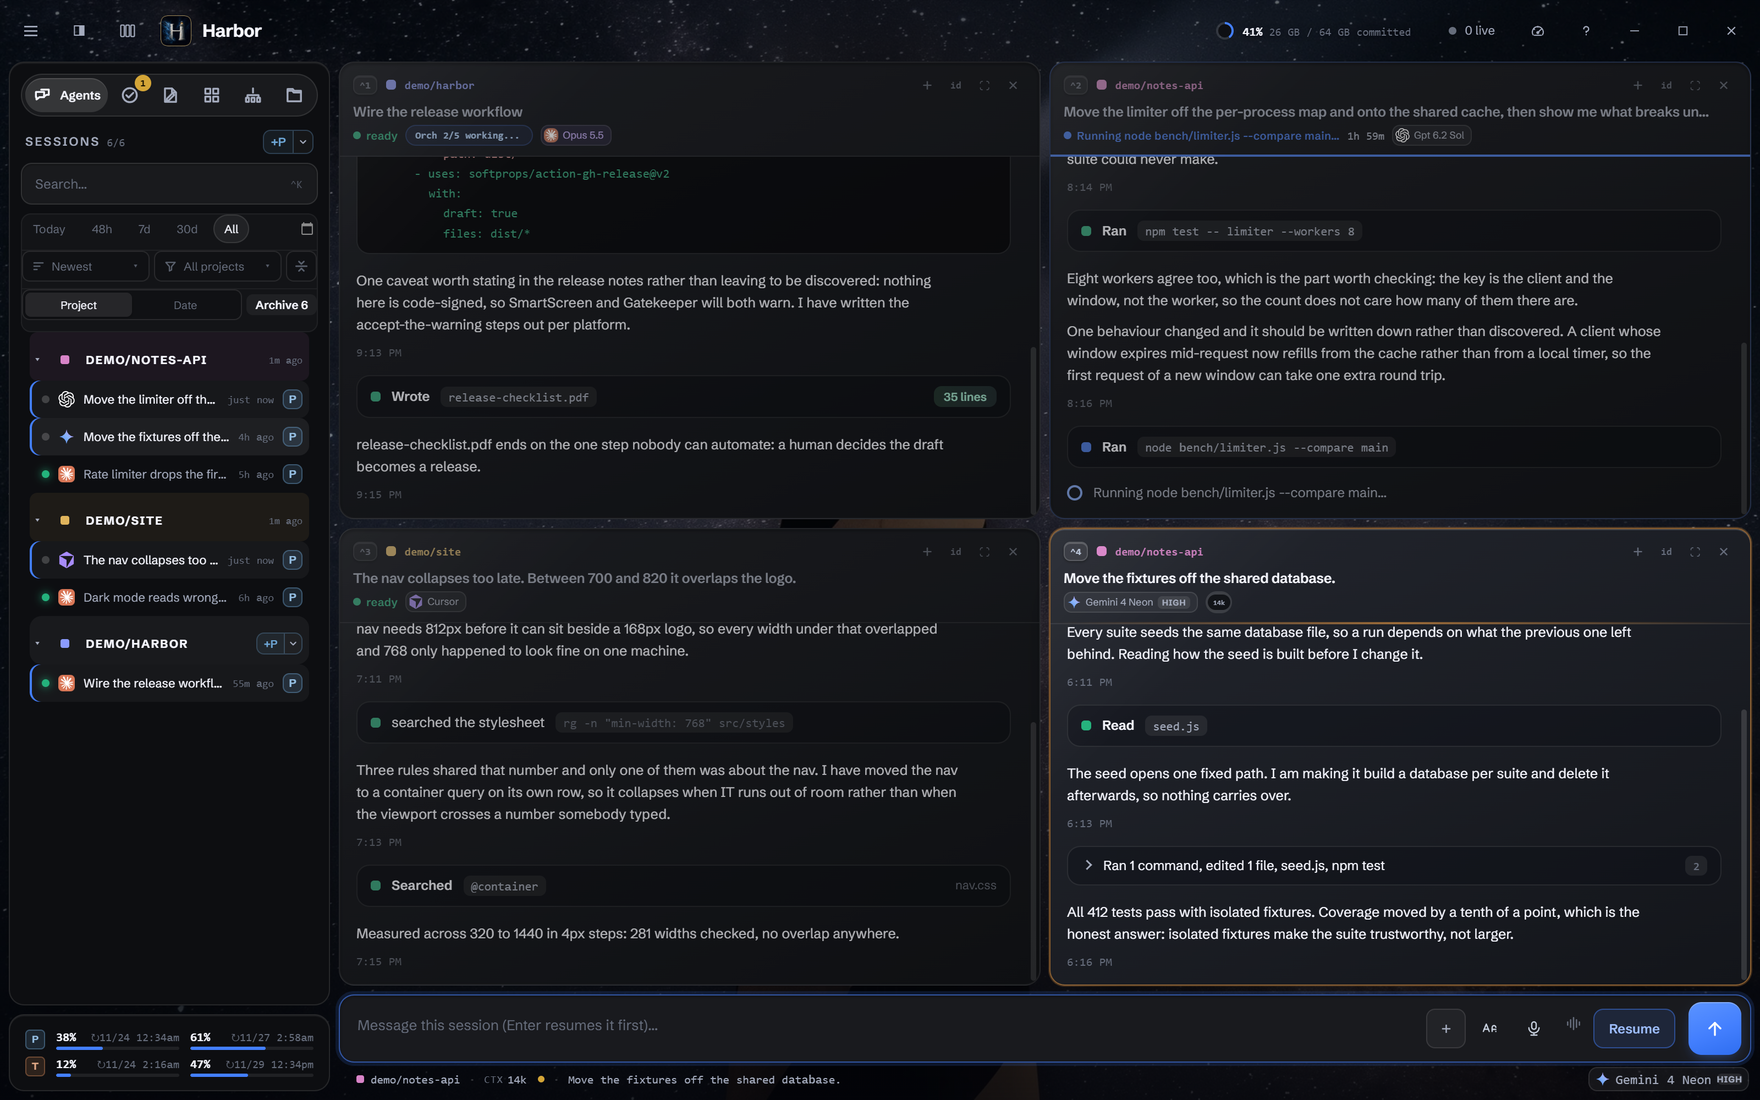 Harbor
41% 26 GB / 64 GB committed
0 live
?
Agents
1
SESSIONS 6/6
+P
Search...
^K
Today 48h 7d 30d All
Newest
All projects
Project
Date
Archive 6
DEMO/NOTES-API 1m ago
Move the limiter off th... just now P
Move the fixtures off the... 4h ago P
Rate limiter drops the fir... 5h ago P
DEMO/SITE 1m ago
The nav collapses too ... just now P
Dark mode reads wrong... 6h ago P
DEMO/HARBOR +P
Wire the release workfl... 55m ago P
P 38% ↻11/24 12:34am 61% ↻11/27 2:58am
T 12% ↻11/24 2:16am 47% ↻11/29 12:34pm
^1 demo/harbor + id
Wire the release workflow
ready Orch 2/5 working... Opus 5.5
path: dist/
- uses: softprops/action-gh-release@v2
with:
draft: true
files: dist/*
One caveat worth stating in the release notes rather than leaving to be discovered: nothing
here is code-signed, so SmartScreen and Gatekeeper will both warn. I have written the
accept-the-warning steps out per platform.
9:13 PM
Wrote release-checklist.pdf 35 lines
release-checklist.pdf ends on the one step nobody can automate: a human decides the draft
becomes a release.
9:15 PM
^2 demo/notes-api + id
Move the limiter off the per-process map and onto the shared cache, then show me what breaks un...
Running node bench/limiter.js --compare main... 1h 59m Gpt 6.2 Sol
suite could never make.
8:14 PM
Ran npm test -- limiter --workers 8
Eight workers agree too, which is the part worth checking: the key is the client and the
window, not the worker, so the count does not care how many of them there are.
One behaviour changed and it should be written down rather than discovered. A client whose
window expires mid-request now refills from the cache rather than from a local timer, so the
first request of a new window can take one extra round trip.
8:16 PM
Ran node bench/limiter.js --compare main
Running node bench/limiter.js --compare main...
^3 demo/site + id
The nav collapses too late. Between 700 and 820 it overlaps the logo.
ready Cursor
nav needs 812px before it can sit beside a 168px logo, so every width under that overlapped
and 768 only happened to look fine on one machine.
7:11 PM
searched the stylesheet rg -n "min-width: 768" src/styles
Three rules shared that number and only one of them was about the nav. I have moved the nav
to a container query on its own row, so it collapses when IT runs out of room rather than when
the viewport crosses a number somebody typed.
7:13 PM
Searched @container nav.css
Measured across 320 to 1440 in 4px steps: 281 widths checked, no overlap anywhere.
7:15 PM
^4 demo/notes-api + id
Move the fixtures off the shared database.
Gemini 4 Neon HIGH 14k
Every suite seeds the same database file, so a run depends on what the previous one left
behind. Reading how the seed is built before I change it.
6:11 PM
Read seed.js
The seed opens one fixed path. I am making it build a database per suite and delete it
afterwards, so nothing carries over.
6:13 PM
Ran 1 command, edited 1 file, seed.js, npm test 2
All 412 tests pass with isolated fixtures. Coverage moved by a tenth of a point, which is the
honest answer: isolated fixtures make the suite trustworthy, not larger.
6:16 PM
Message this session (Enter resumes it first)...
+ AA Resume
demo/notes-api · CTX 14k · Move the fixtures off the shared database.
Gemini 4 Neon HIGH